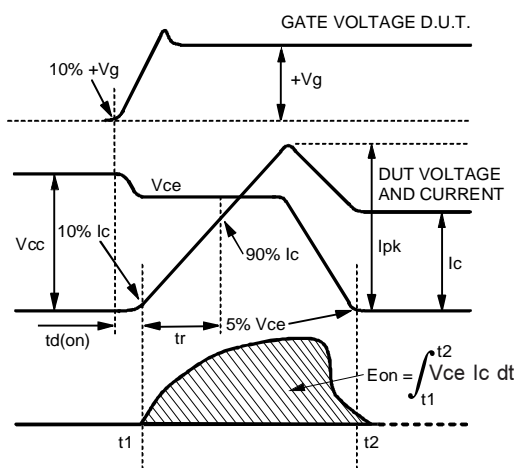 GATE VOLTAGE D.U.T.
10% +Vg
+Vg
Vce
DUT VOLTAGE
AND CURRENT
Vcc
10% Ic
90% Ic
Ipk
Ic
td(on)
tr
5% Vce
Eon = ∫ Vce Ic dt
t2
t1
t1
t2